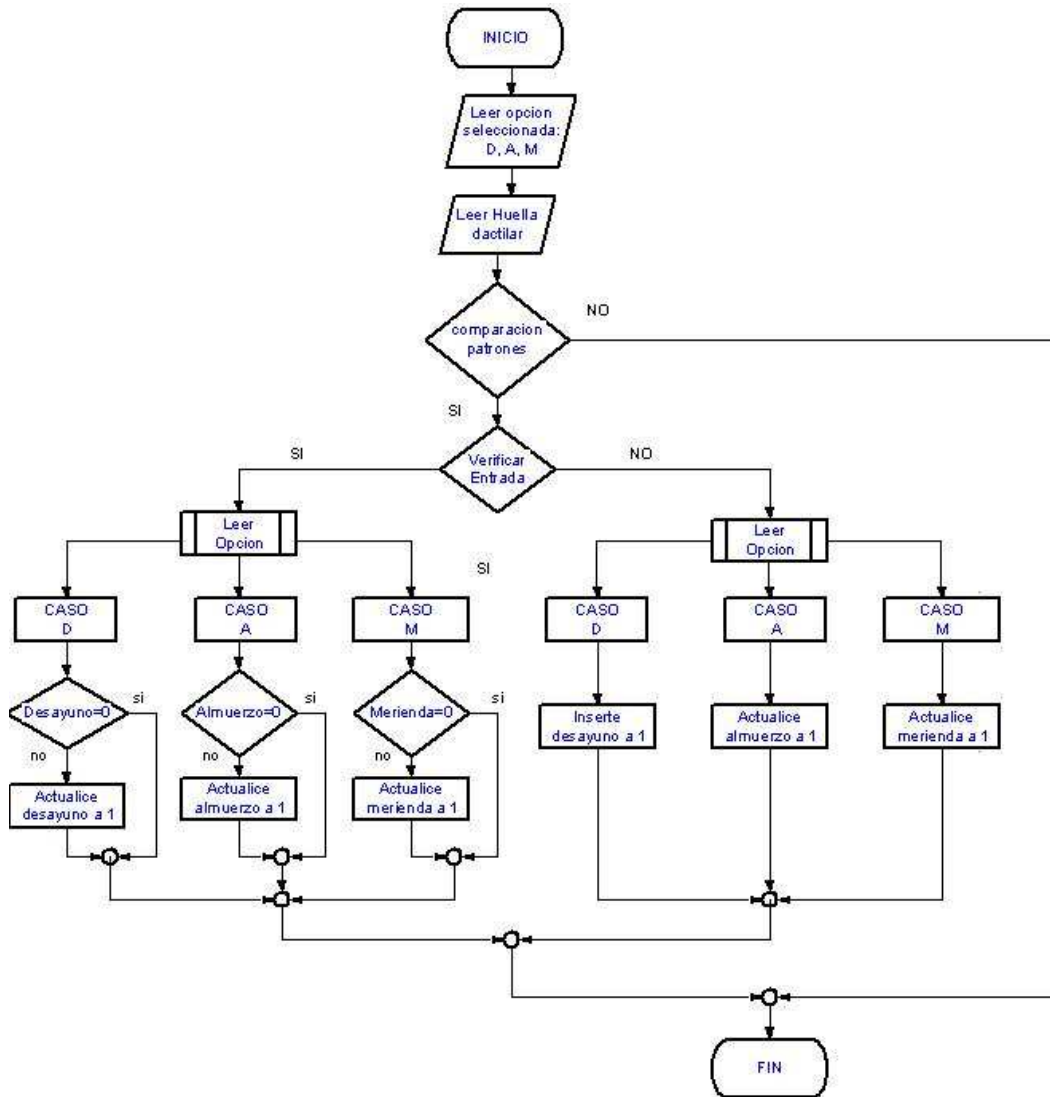 INICIO
Leer opcion
seleccionada:
D, A, M
Leer Huella
dactilar
comparacion
patrones
NO
SI
Verificar
Entrada
SI
NO
Leer
Opcion
Leer
Opcion
SI
CASO
D
CASO
A
CASO
M
CASO
D
CASO
A
CASO
M
Desayuno=0
si
no
Almuerzo=0
si
no
Merienda=0
si
no
Inserte
desayuno a 1
Actualice
almuerzo a 1
Actualice
merienda a 1
Actualice
desayuno a 1
Actualice
almuerzo a 1
Actualice
merienda a 1
FIN